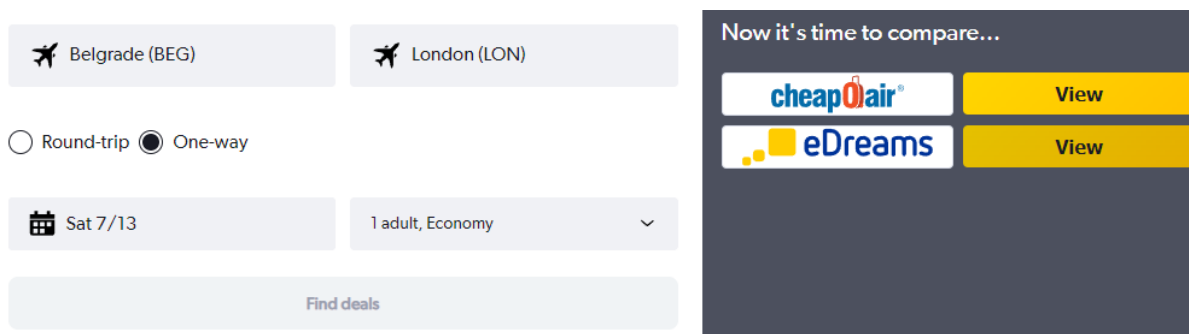 Belgrade (BEG)
London (LON)
Round-trip
One-way
Sat 7/13
1 adult, Economy
Find deals
Now it's time to compare...
cheapOair®
View
eDreams
View